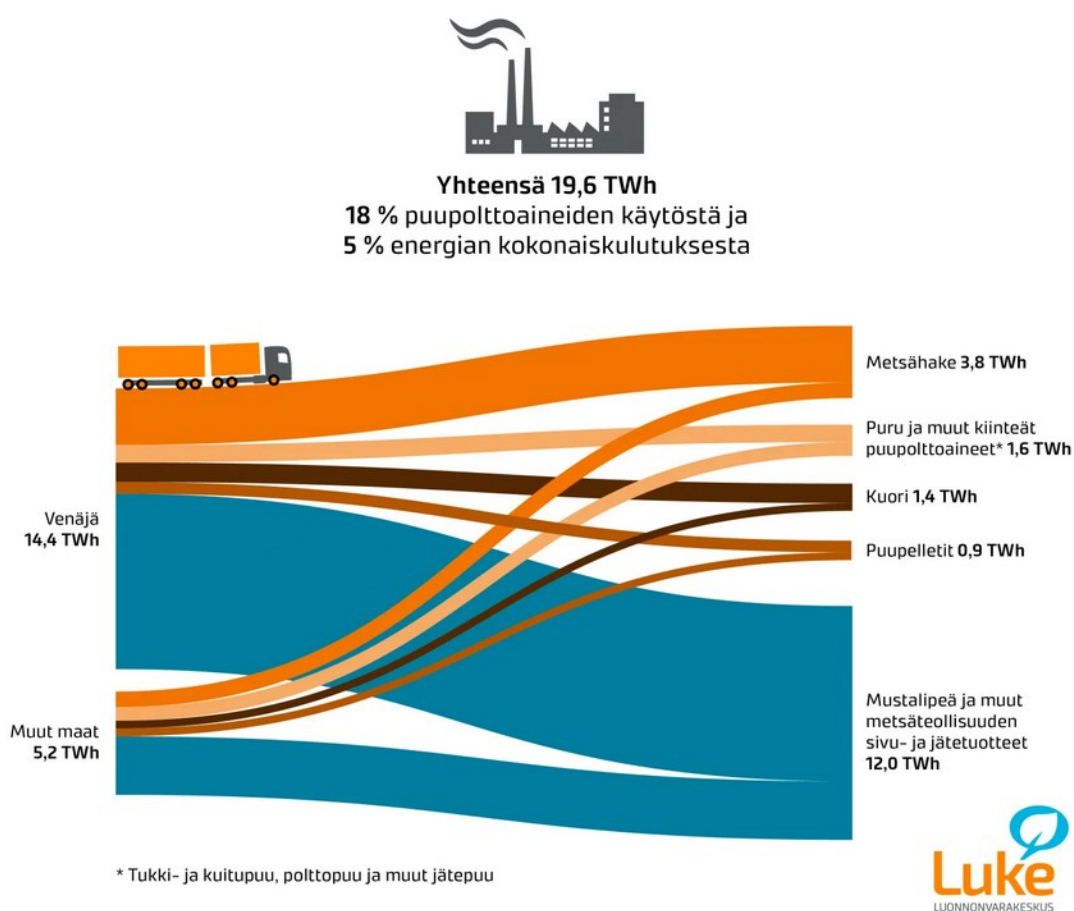 Yhteensä 19,6 TWh
18 % puupolttoaineiden käytöstä ja
5 % energian kokonaiskulutuksesta
Metsähake 3,8 TWh
Puru ja muut kiinteät
puupolttoaineet* 1,6 TWh
Kuori 1,4 TWh
Venäjä
14,4 TWh
Puupelletit 0,9 TWh
Muut maat
5,2 TWh
Mustalipeä ja muut
metsäteollisuuden
sivu- ja jätetuotteet
12,0 TWh
* Tukki- ja kuitupuu, polttopuu ja muut jätepuu
Luke
LUONNONVARAKESKUS